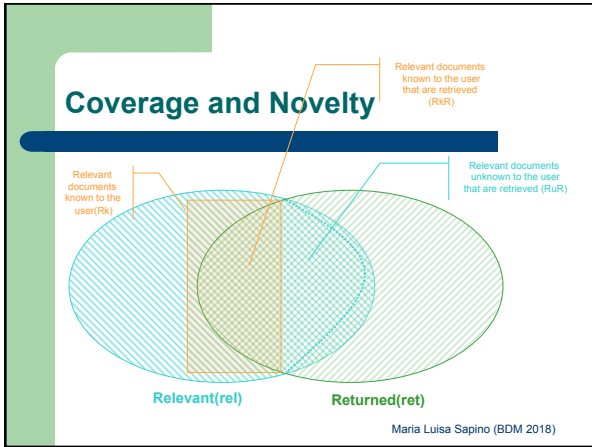 Coverage and Novelty
Relevant documents
known to the user
that are retrieved
(RkR)
Relevant
documents
known to the
user(Rk)
Relevant documents
unknown to the user
that are retrieved (RuR)
Relevant(rel)
Returned(ret)
Maria Luisa Sapino (BDM 2018)